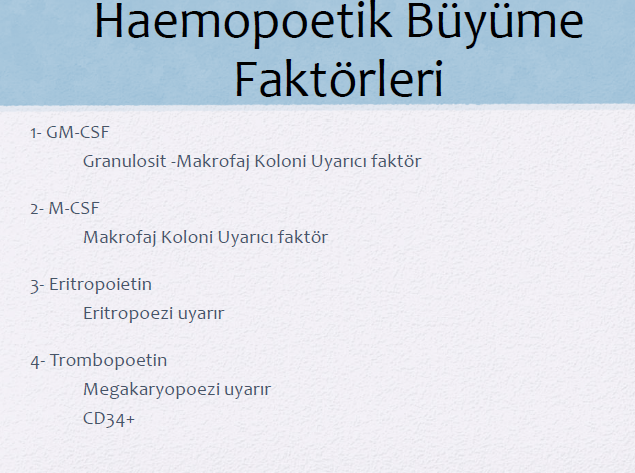 Haemopoetik Büyüme
Faktörleri
1- GM-CSF
Granulosit -Makrofaj Koloni Uyarıcı faktör
2- M-CSF
Makrofaj Koloni Uyarıcı faktör
3- Eritropoietin
Eritropoezi uyarır
4- Trombopoetin
Megakaryopoezi uyarır
CD34+